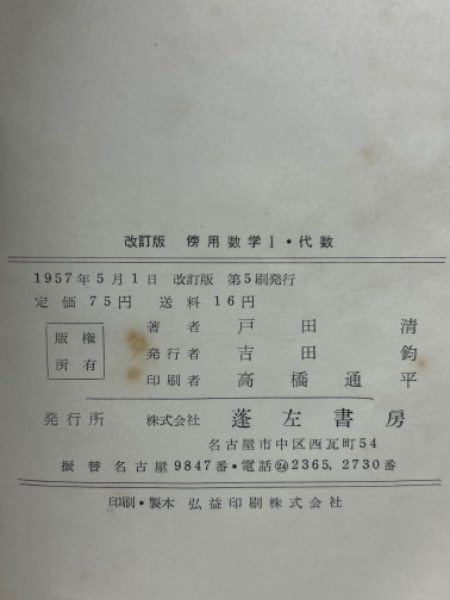 改訂版 傍用数学Ⅰ・代数
1957年5月1日 改訂版 第5刷発行
定価 75円 送料 16円
版権所有
著者 戸田清
発行者 吉田鈞
印刷者 高橋通平
発行所 株式会社 蓬左書房
名古屋市中区西瓦町54
振替 名古屋9847番・電話㉔2365, 2730番
印刷・製本 弘益印刷株式会社